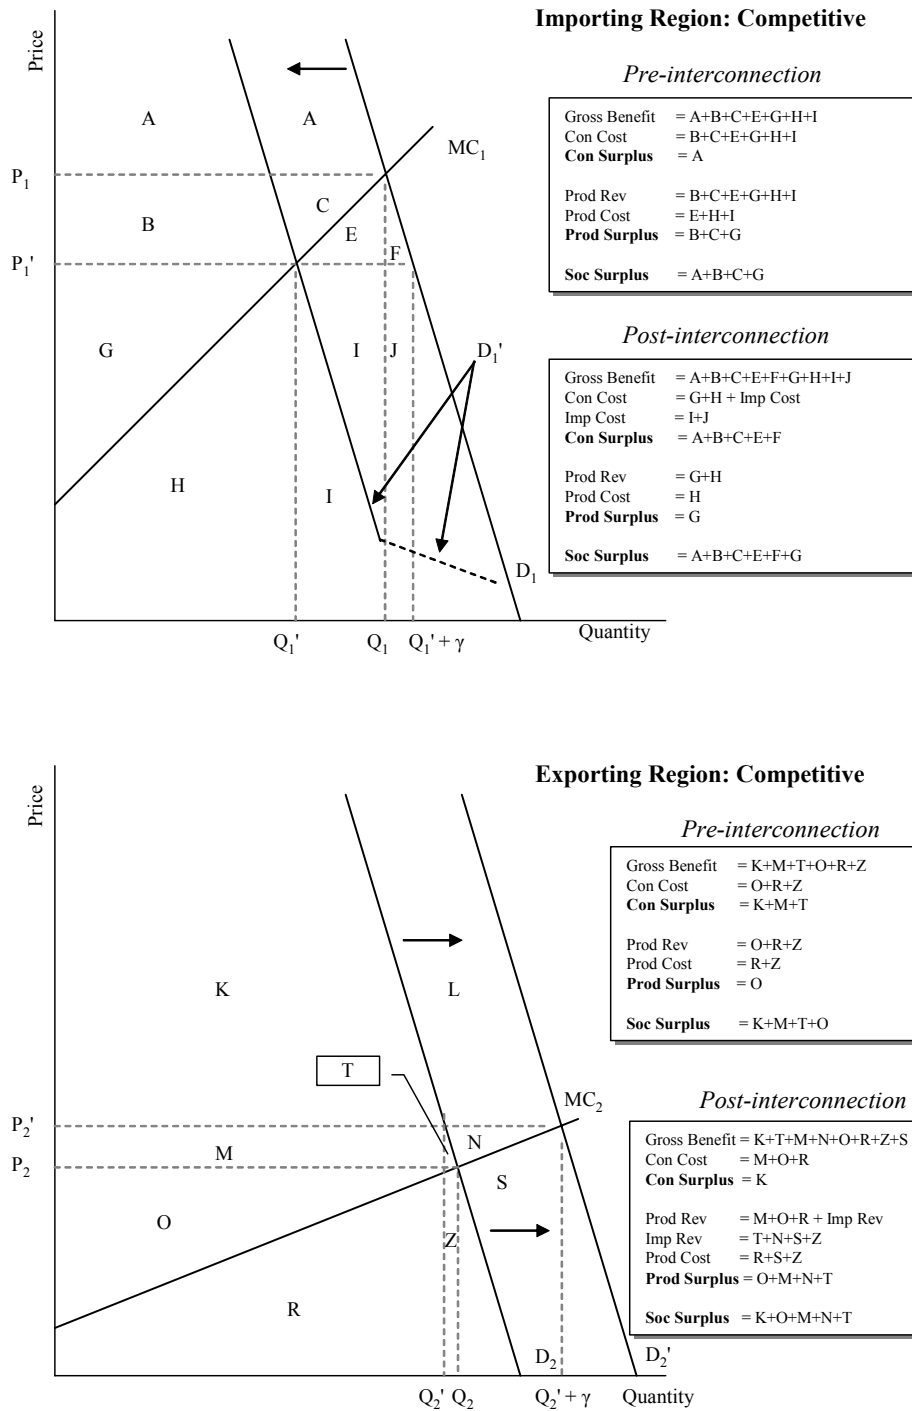 Importing Region: Competitive
Price
Pre-interconnection
Gross Benefit = A+B+C+E+G+H+I
Con Cost = B+C+E+G+H+I
Con Surplus = A
Prod Rev = B+C+E+G+H+I
Prod Cost = E+H+I
Prod Surplus = B+C+G
Soc Surplus = A+B+C+G
A A
MC₁
P₁
C
B E
F
P₁'
Post-interconnection
Gross Benefit = A+B+C+E+F+G+H+I+J
Con Cost = G+H + Imp Cost
Imp Cost = I+J
Con Surplus = A+B+C+E+F
Prod Rev = G+H
Prod Cost = H
Prod Surplus = G
Soc Surplus = A+B+C+E+F+G
G I J D₁'
H I
D₁
Q₁' Q₁ Q₁' + γ Quantity
Exporting Region: Competitive
Price
Pre-interconnection
Gross Benefit = K+M+T+O+R+Z
Con Cost = O+R+Z
Con Surplus = K+M+T
Prod Rev = O+R+Z
Prod Cost = R+Z
Prod Surplus = O
Soc Surplus = K+M+T+O
K L
T
MC₂
P₂'
M N
P₂
S
O
Z
R
Post-interconnection
Gross Benefit = K+T+M+N+O+R+Z+S
Con Cost = M+O+R
Con Surplus = K
Prod Rev = M+O+R + Imp Rev
Imp Rev = T+N+S+Z
Prod Cost = R+S+Z
Prod Surplus = O+M+N+T
Soc Surplus = K+O+M+N+T
D₂ D₂'
Q₂' Q₂ Q₂' + γ Quantity